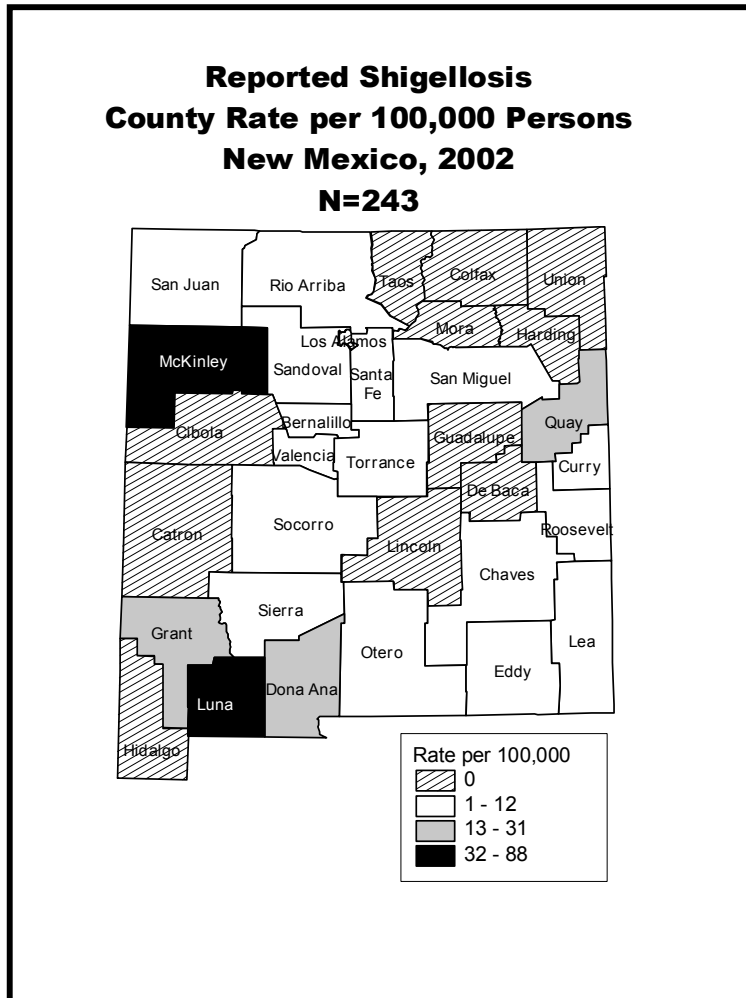 Reported Shigellosis
County Rate per 100,000 Persons
New Mexico, 2002
N=243
San Juan
Rio Arriba
Taos
Colfax
Union
Mora
Harding
Los Alamos
McKinley
Sandoval
Santa
Fe
San Miguel
Bernalillo
Cibola
Guadalupe
Quay
Valencia
Torrance
Curry
De Baca
Socorro
Roosevelt
Catron
Lincoln
Chaves
Sierra
Grant
Otero
Lea
Eddy
Dona Ana
Luna
Hidalgo
Rate per 100,000
0
1 - 12
13 - 31
32 - 88